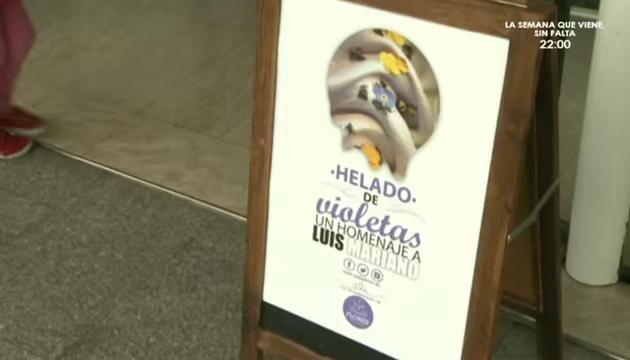 LA SEMANA QUE VIENE,
SIN FALTA
22:00
·HELADO·
DE
violetas
UN HOMENAJE A
LUIS MARIANO